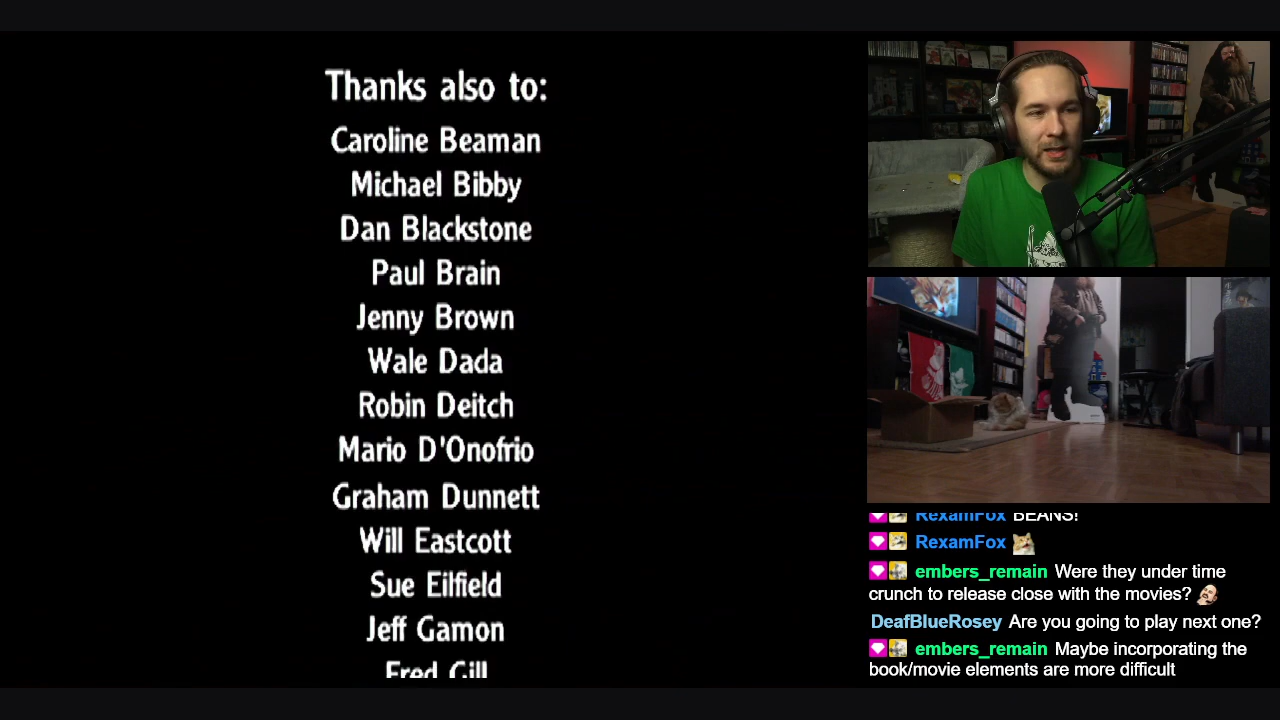 Thanks also to:
Caroline Beaman
Michael Bibby
Dan Blackstone
Paul Brain
Jenny Brown
Wale Dada
Robin Deitch
Mario D'Onofrio
Graham Dunnett
Will Eastcott
Sue Eilfield
Jeff Gamon
Fred Gill
RexamFox BEANS!
RexamFox
embers_remain Were they under time
crunch to release close with the movies?
DeafBlueRosey Are you going to play next one?
embers_remain Maybe incorporating the
book/movie elements are more difficult